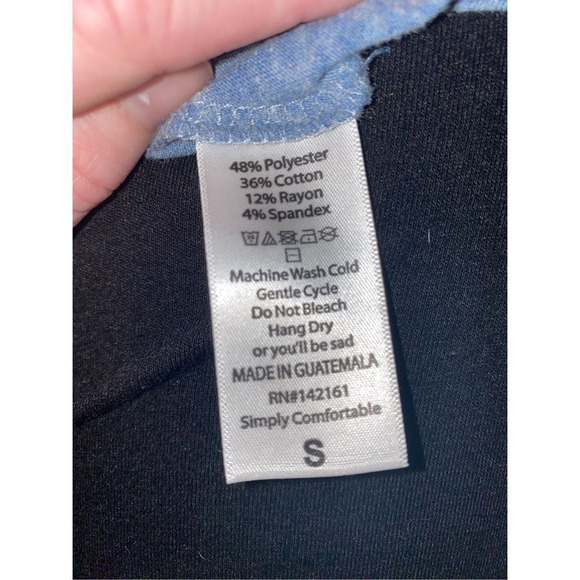 48% Polyester
36% Cotton
12% Rayon
4% Spandex
Machine Wash Cold
Gentle Cycle
Do Not Bleach
Hang Dry
or you'll be sad
MADE IN GUATEMALA
RN#142161
Simply Comfortable
S